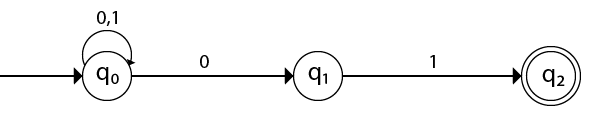 0,1
q₀ 0 q₁ 1 q₂